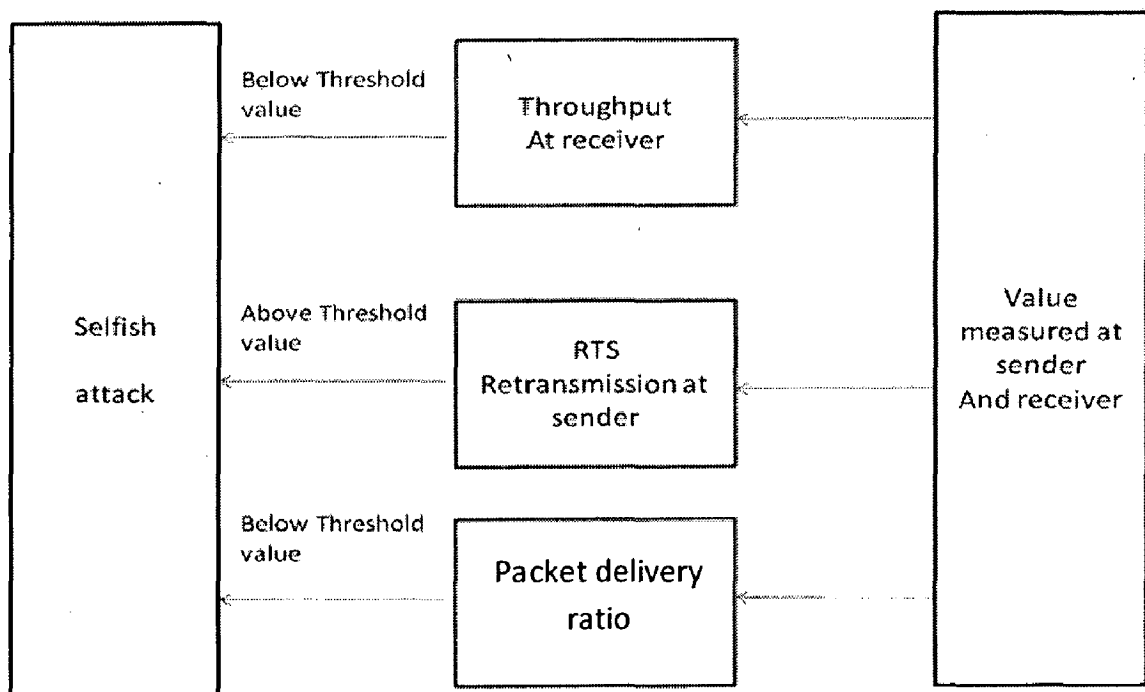 Selfish
attack
Below Threshold
value
Throughput
At receiver
Above Threshold
value
RTS
Retransmission at
sender
Below Threshold
value
Packet delivery
ratio
Value
measured at
sender
And receiver